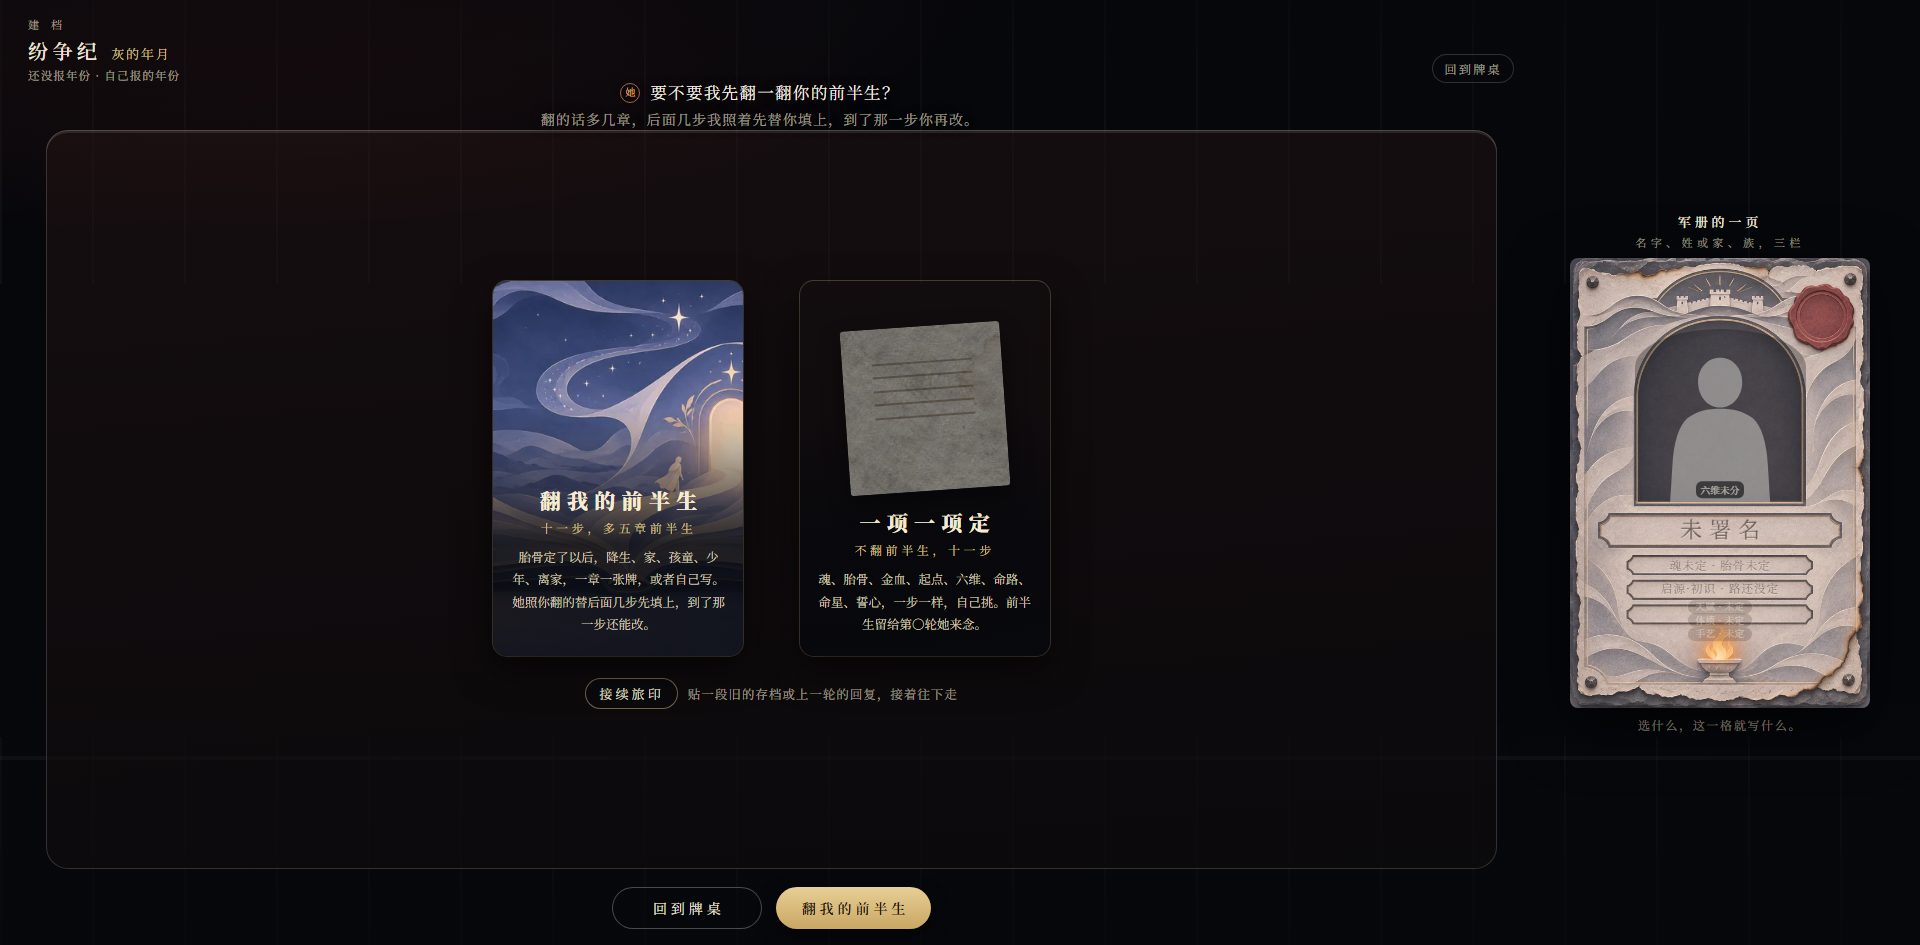 建 档
纷争纪 灰的年月
还没报年份 · 自己报的年份
回到牌桌
她 要不要我先翻一翻你的前半生？
翻的话多几章，后面几步我照着先替你填上，到了那一步你再改。
翻我的前半生
十一步，多五章前半生
胎骨定了以后，降生、家、孩童、少
年、离家，一章一张牌，或者自己写。
她照你翻的替后面几步先填上，到了那
一步还能改。
一项一项定
不翻前半生，十一步
魂、胎骨、金血、起点、六维、命路、
命星、誓心，一步一样，自己挑。前半
生留给第〇轮她来念。
接续旅印 贴一段旧的存档或上一轮的回复，接着往下走
回到牌桌
翻我的前半生
军册的一页
名字、姓或家、族，三栏
六维未分
未署名
魂未定 · 胎骨未定
启源·初识 · 路还没定
天赋 · 未定
体质 · 未定
手艺 · 未定
选什么，这一格就写什么。